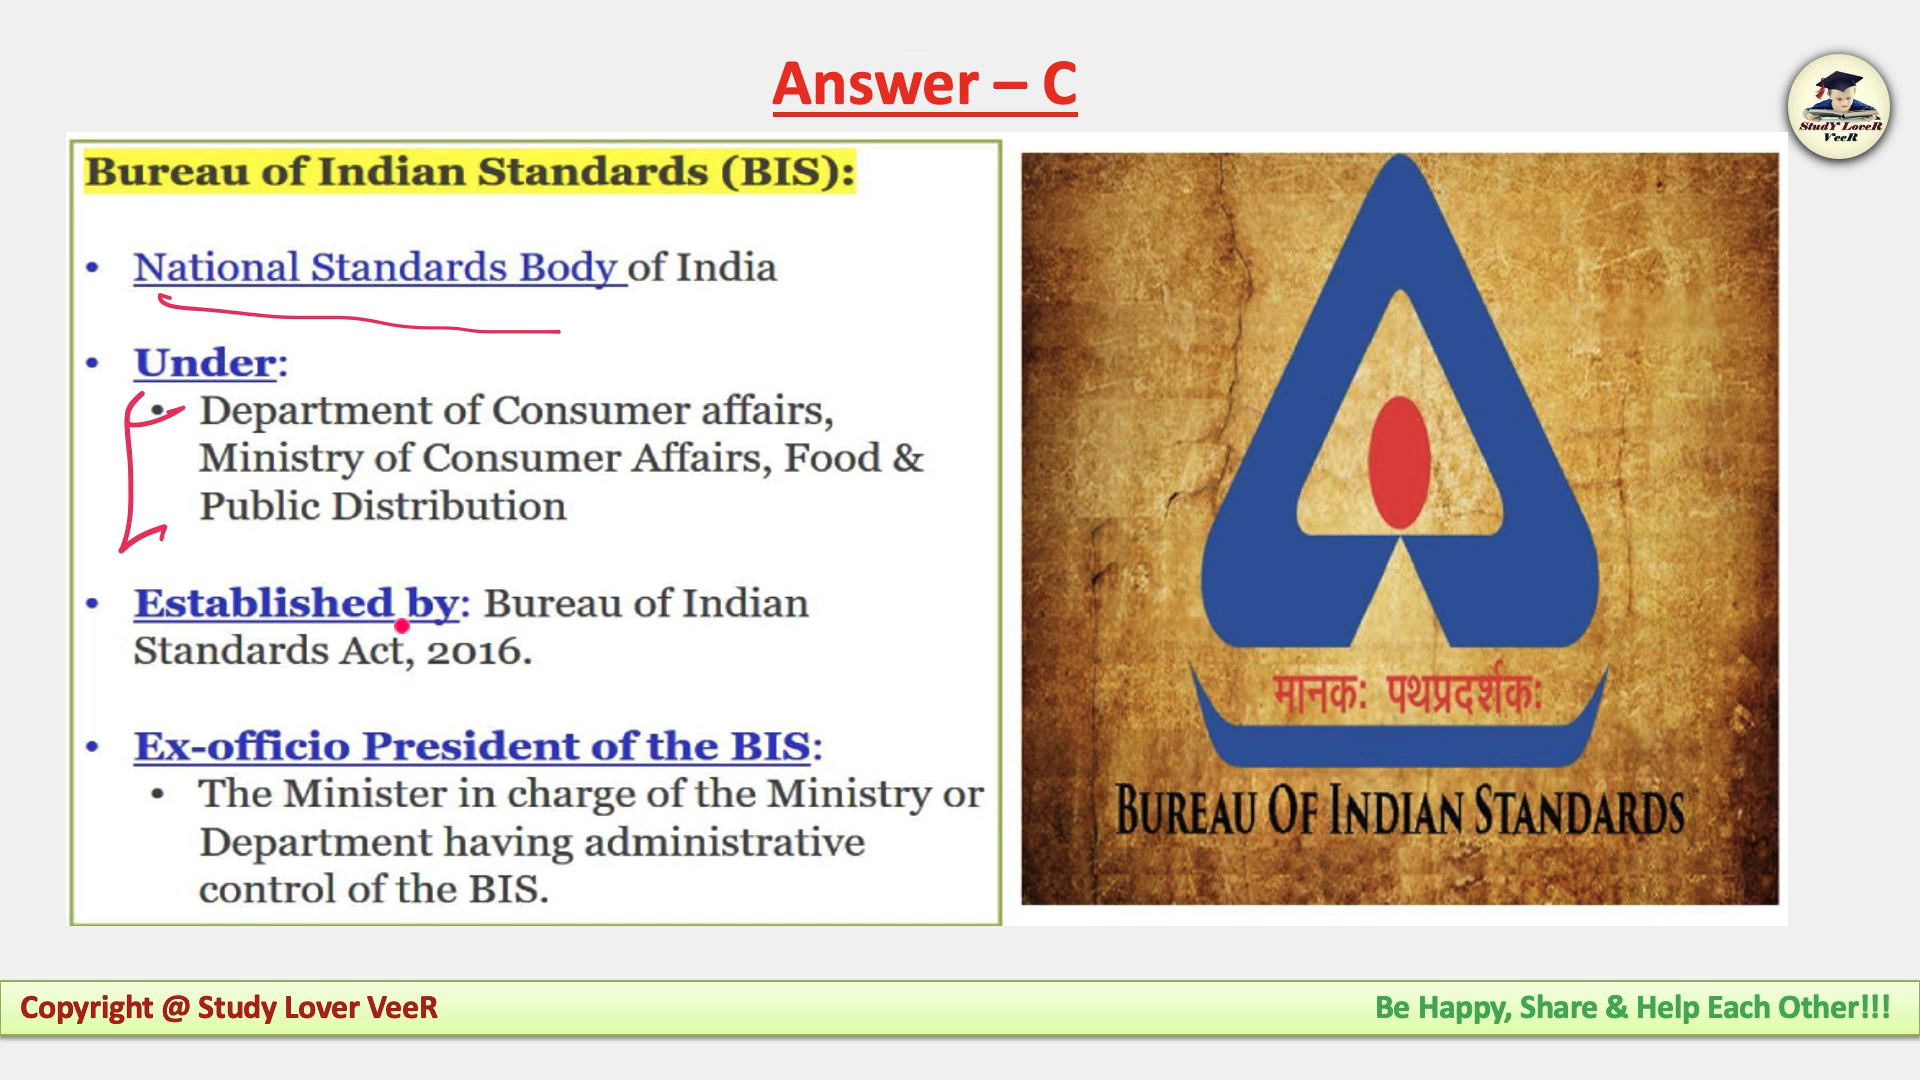 Answer – C
StudY LoveR
VeeR
Bureau of Indian Standards (BIS):
• National Standards Body of India
• Under:
• Department of Consumer affairs,
Ministry of Consumer Affairs, Food &
Public Distribution
• Established by: Bureau of Indian
Standards Act, 2016.
• Ex-officio President of the BIS:
• The Minister in charge of the Ministry or
Department having administrative
control of the BIS.
मानकः पथप्रदर्शकः
BUREAU OF INDIAN STANDARDS
Copyright @ Study Lover VeeR
Be Happy, Share & Help Each Other!!!